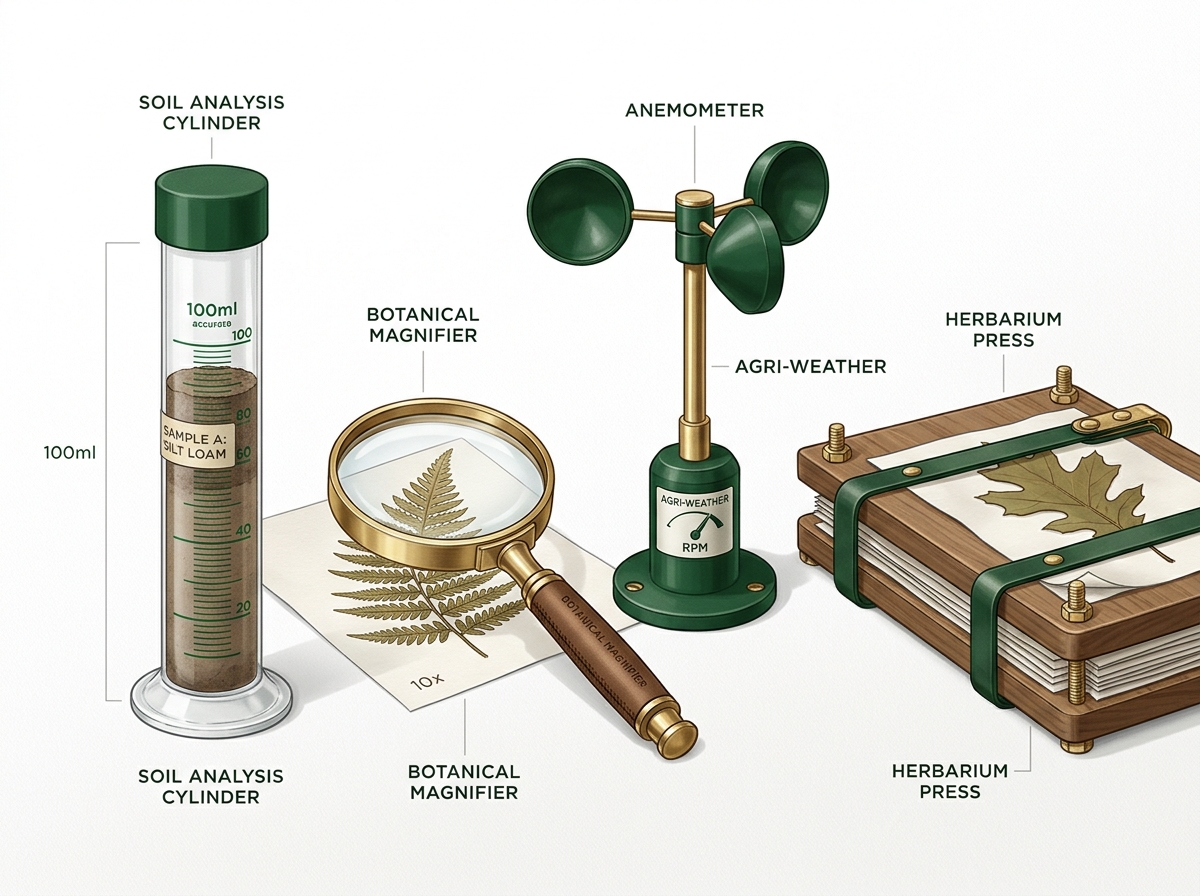 SOIL ANALYSIS
CYLINDER
ANEMOMETER
BOTANICAL
MAGNIFIER
HERBARIUM
PRESS
100ml
ACCUFGED
100
80
SAMPLE A:
SILT LOAM
60
40
20
100ml
AGRI-WEATHER
AGRI-WEATHER
RPM
BOTANICAL MAGNIFIER
10x
SOIL ANALYSIS
CYLINDER
BOTANICAL
MAGNIFIER
HERBARIUM
PRESS